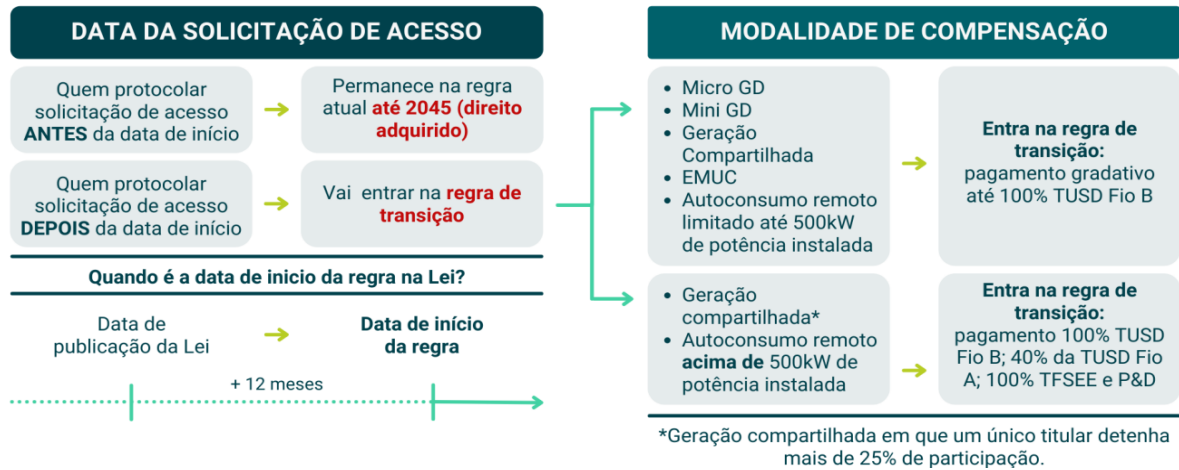 DATA DA SOLICITAÇÃO DE ACESSO
Quem protocolar
solicitação de acesso
ANTES da data de início
Permanece na regra
atual até 2045 (direito
adquirido)
Quem protocolar
solicitação de acesso
DEPOIS da data de início
Vai entrar na regra de
transição
Quando é a data de inicio da regra na Lei?
Data de
publicação da Lei
Data de início
da regra
+ 12 meses
MODALIDADE DE COMPENSAÇÃO
• Micro GD
• Mini GD
• Geração
Compartilhada
• EMUC
• Autoconsumo remoto
limitado até 500kW
de potência instalada
Entra na regra de
transição:
pagamento gradativo
até 100% TUSD Fio B
• Geração
compartilhada*
• Autoconsumo remoto
acima de 500kW de
potência instalada
Entra na regra de
transição:
pagamento 100% TUSD
Fio B; 40% da TUSD Fio
A; 100% TFSEE e P&D
*Geração compartilhada em que um único titular detenha
mais de 25% de participação.